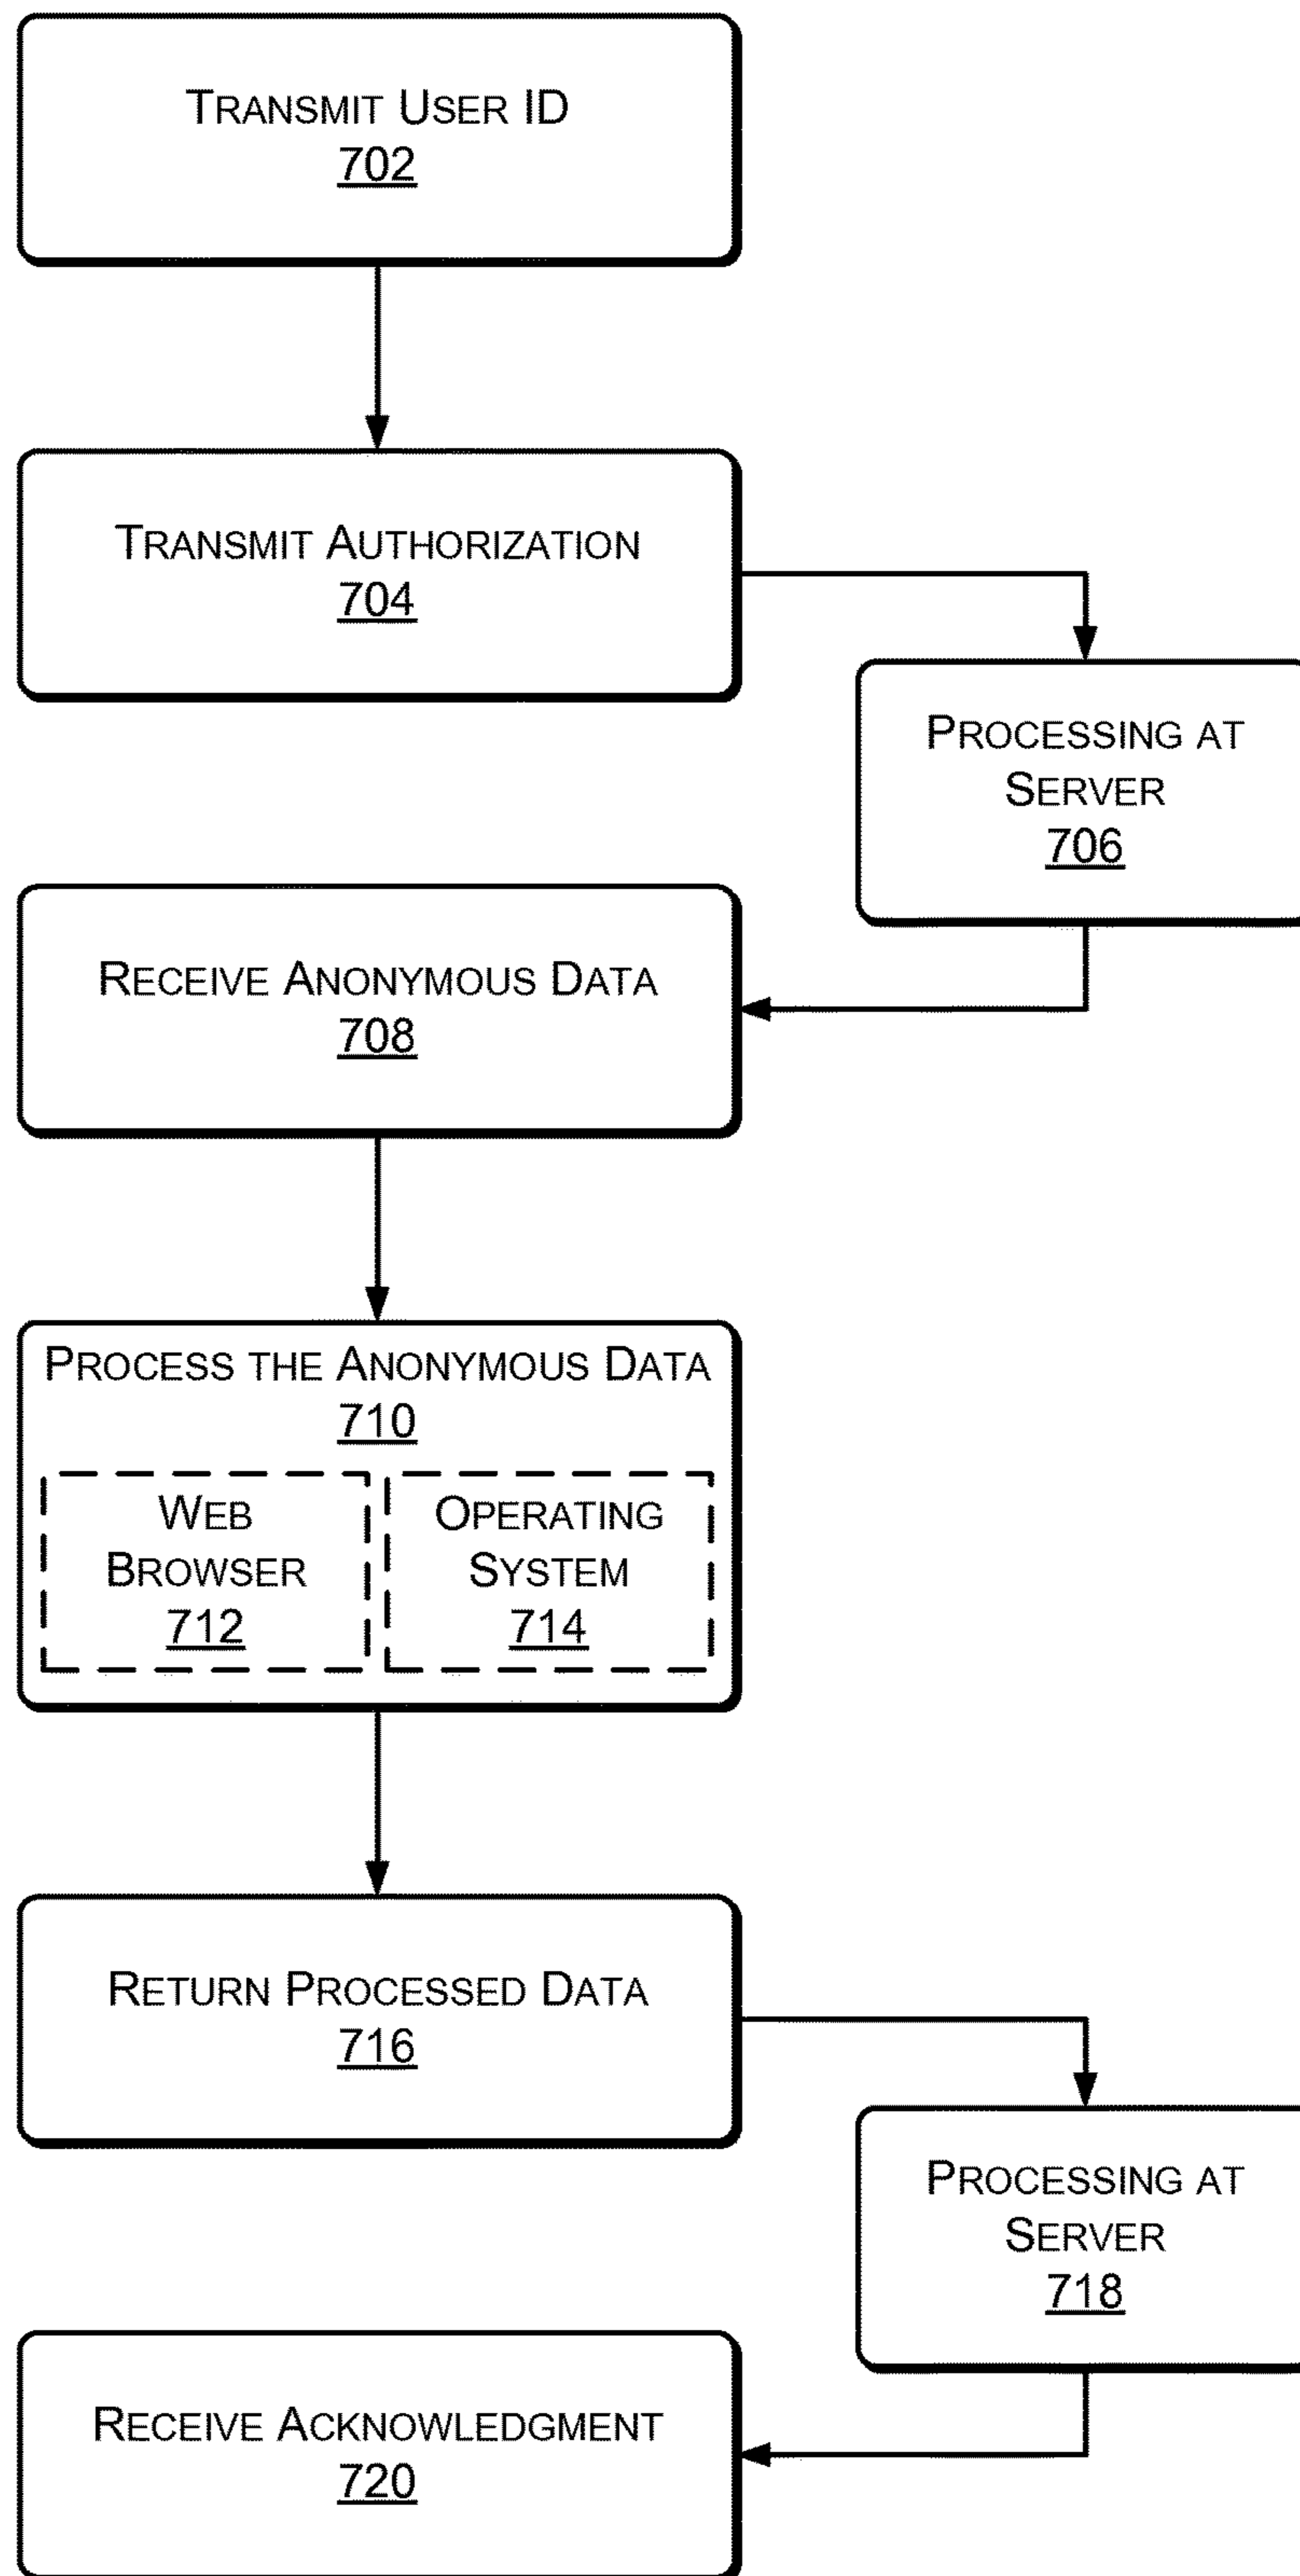 TRANSMIT USER ID
702
TRANSMIT AUTHORIZATION
704
PROCESSING AT
SERVER
706
RECEIVE ANONYMOUS DATA
708
PROCESS THE ANONYMOUS DATA
710
WEB
BROWSER
712
OPERATING
SYSTEM
714
RETURN PROCESSED DATA
716
PROCESSING AT
SERVER
718
RECEIVE ACKNOWLEDGMENT
720